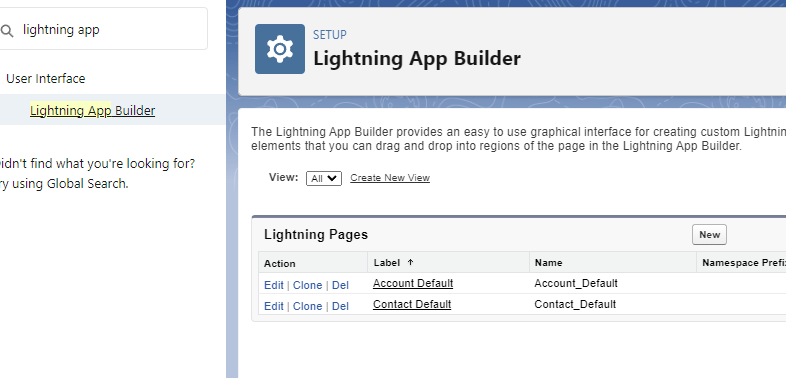 lightning app
User Interface
Lightning App Builder
idn't find what you're looking for?
ry using Global Search.
SETUP
Lightning App Builder
The Lightning App Builder provides an easy to use graphical interface for creating custom Lightnin
elements that you can drag and drop into regions of the page in the Lightning App Builder.
View: All Create New View
Lightning Pages New
Action Label ↑ Name Namespace Prefi
Edit | Clone | Del Account Default Account_Default
Edit | Clone | Del Contact Default Contact_Default